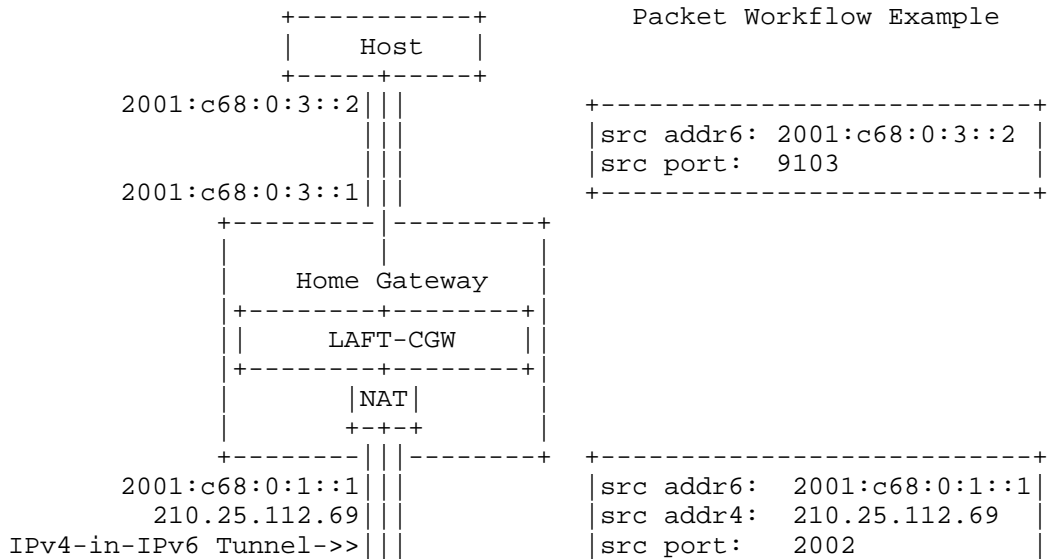 Packet Workflow Example
Host
2001:c68:0:3::2
src addr6: 2001:c68:0:3::2
src port: 9103
2001:c68:0:3::1
Home Gateway
LAFT-CGW
NAT
2001:c68:0:1::1
src addr6: 2001:c68:0:1::1
210.25.112.69
src addr4: 210.25.112.69
IPv4-in-IPv6 Tunnel->>
src port: 2002